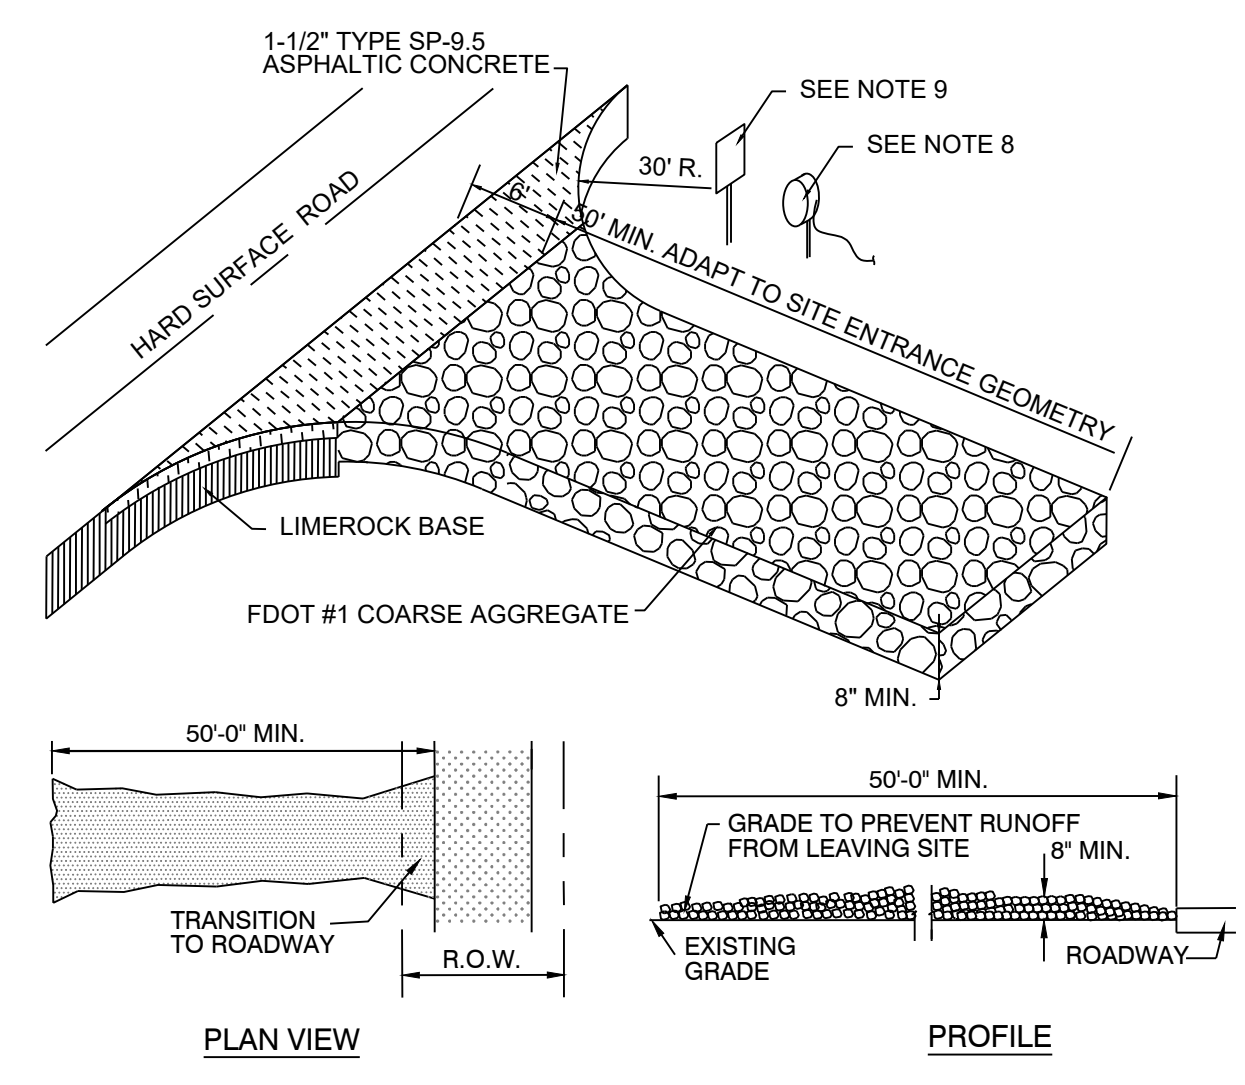 1-1/2" TYPE SP-9.5
ASPHALTIC CONCRETE
SEE NOTE 9
SEE NOTE 8
30' R.
6'
50' MIN. ADAPT TO SITE ENTRANCE GEOMETRY
HARD SURFACE ROAD
LIMEROCK BASE
FDOT #1 COARSE AGGREGATE
8" MIN.
50'-0" MIN.
TRANSITION
TO ROADWAY
R.O.W.
PLAN VIEW
50'-0" MIN.
GRADE TO PREVENT RUNOFF
FROM LEAVING SITE
8" MIN.
EXISTING
GRADE
ROADWAY
PROFILE